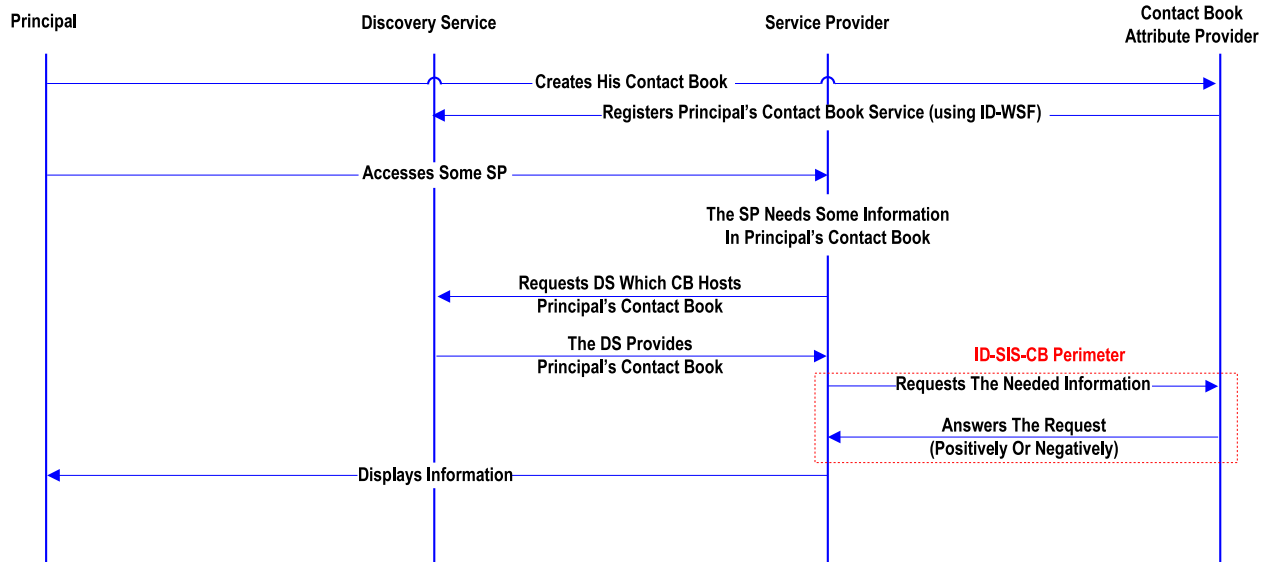 Principal
Discovery Service
Service Provider
Contact Book
Attribute Provider
Creates His Contact Book
Registers Principal's Contact Book Service (using ID-WSF)
Accesses Some SP
The SP Needs Some Information
In Principal's Contact Book
Requests DS Which CB Hosts
Principal's Contact Book
The DS Provides
Principal's Contact Book
ID-SIS-CB Perimeter
Requests The Needed Information
Answers The Request
(Positively Or Negatively)
Displays Information